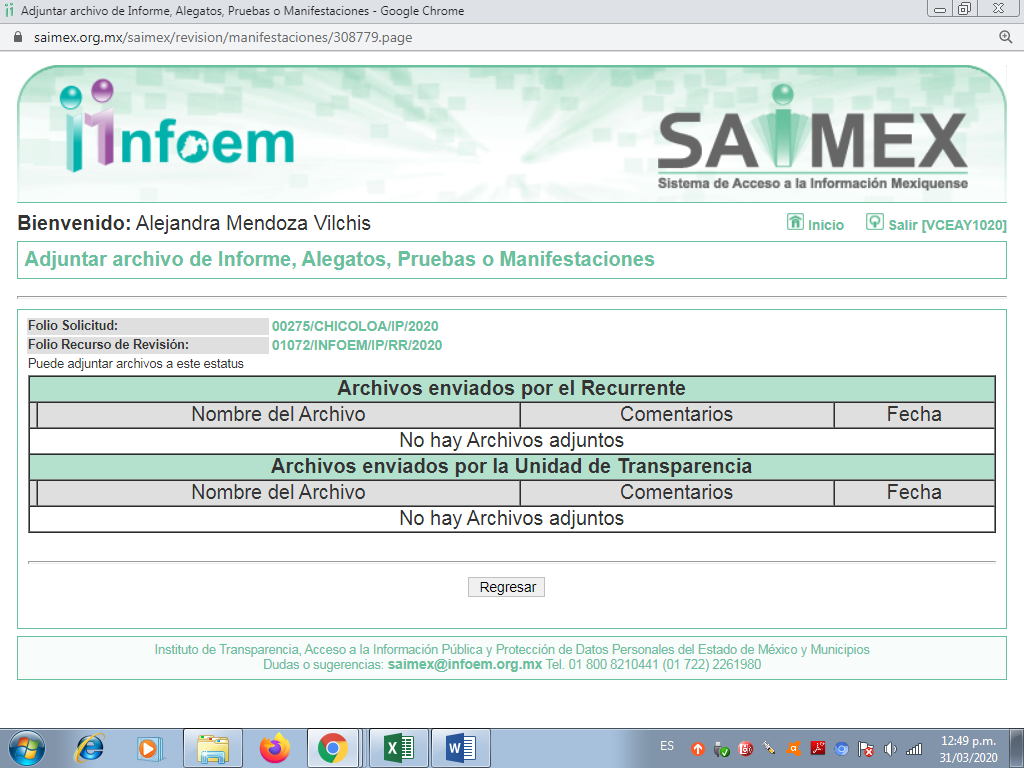 Adjuntar archivo de Informe, Alegatos, Pruebas o Manifestaciones - Google Chrome
saimex.org.mx/saimex/revision/manifestaciones/308779.page
infoem
SAIMEX
Sistema de Acceso a la Información Mexiquense
Bienvenido: Alejandra Mendoza Vilchis
Inicio Salir [VCEAY1020]
Adjuntar archivo de Informe, Alegatos, Pruebas o Manifestaciones
Folio Solicitud: 00275/CHICOLOA/IP/2020
Folio Recurso de Revisión: 01072/INFOEM/IP/RR/2020
Puede adjuntar archivos a este estatus
Archivos enviados por el Recurrente
Nombre del Archivo Comentarios Fecha
No hay Archivos adjuntos
Archivos enviados por la Unidad de Transparencia
Nombre del Archivo Comentarios Fecha
No hay Archivos adjuntos
Regresar
Instituto de Transparencia, Acceso a la Información Pública y Protección de Datos Personales del Estado de México y Municipios
Dudas o sugerencias: saimex@infoem.org.mx Tel. 01 800 8210441 (01 722) 2261980
ES
12:49 p.m.
31/03/2020